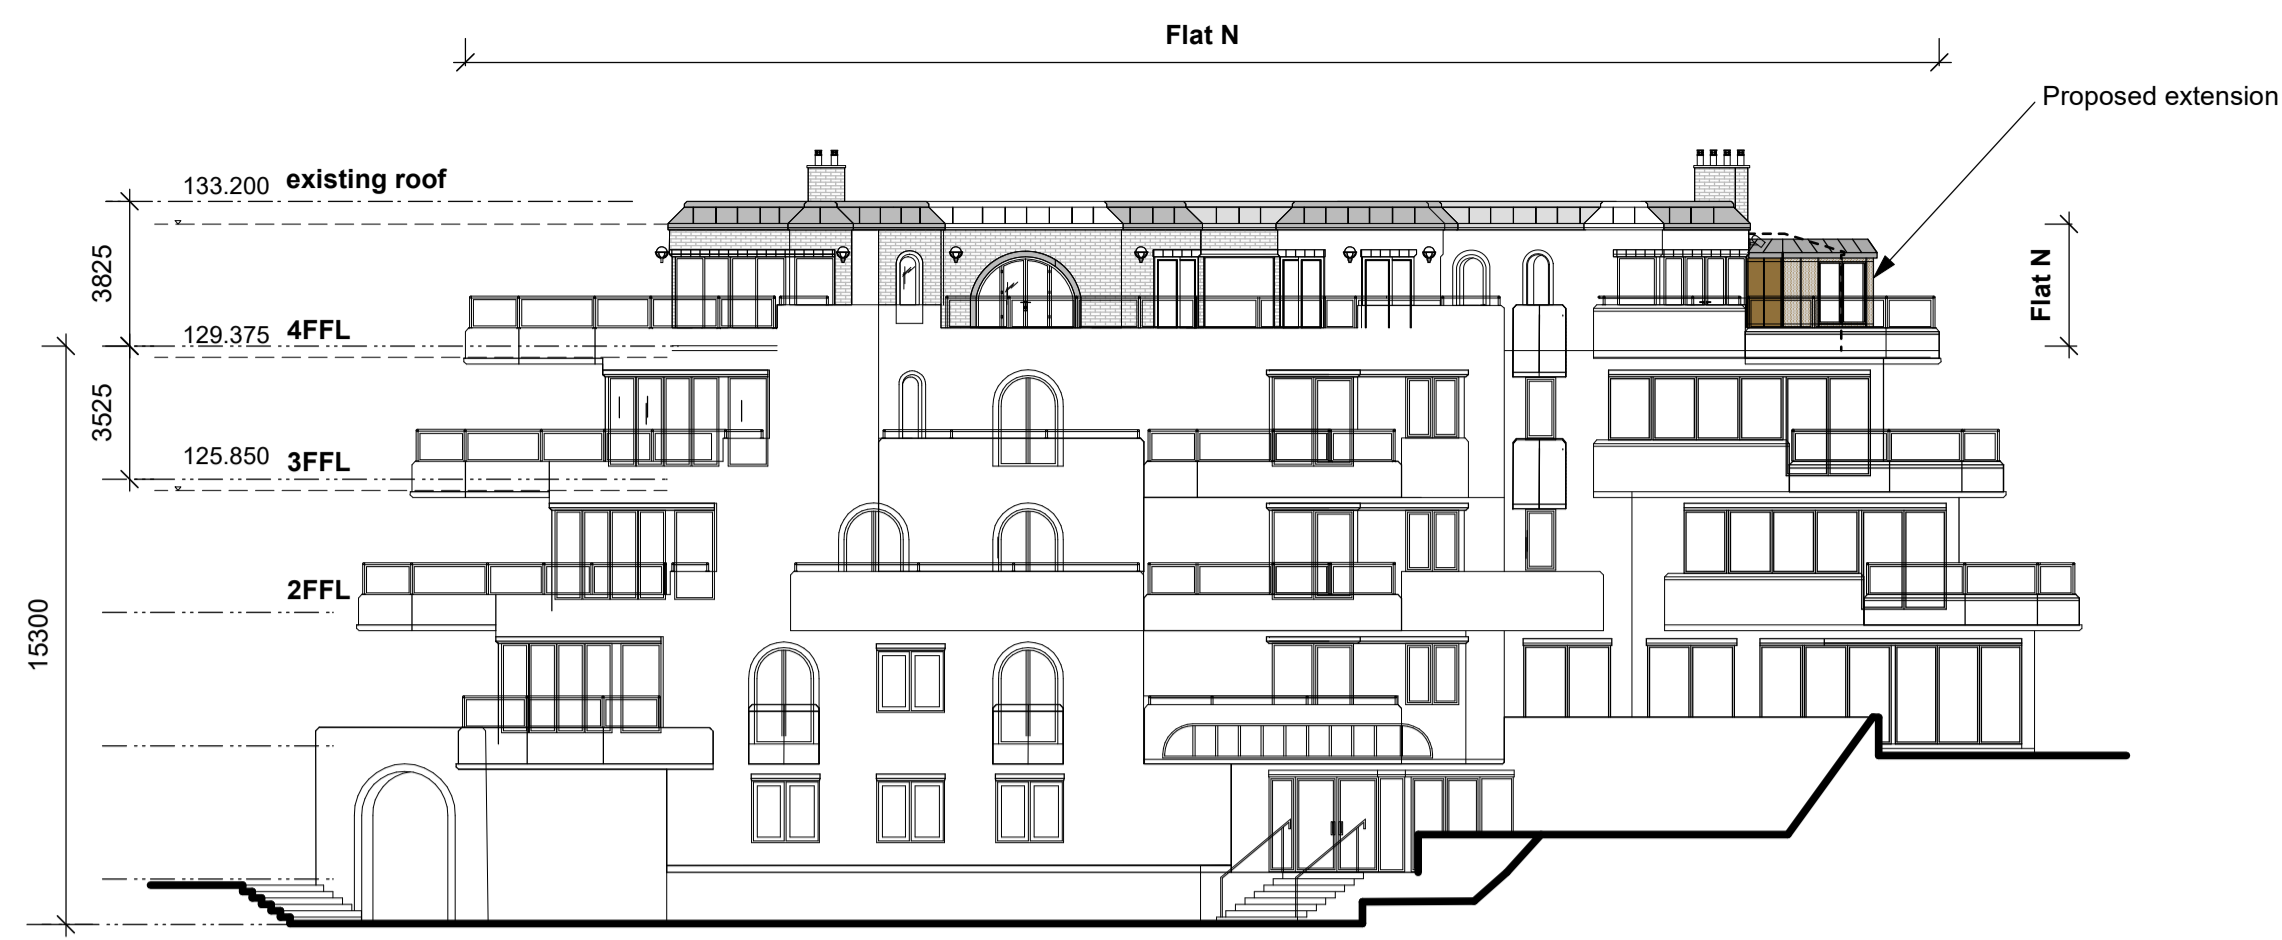 Flat N
Proposed extension
133.200 existing roof
3825
Flat N
129.375 4FFL
3525
125.850 3FFL
2FFL
15300